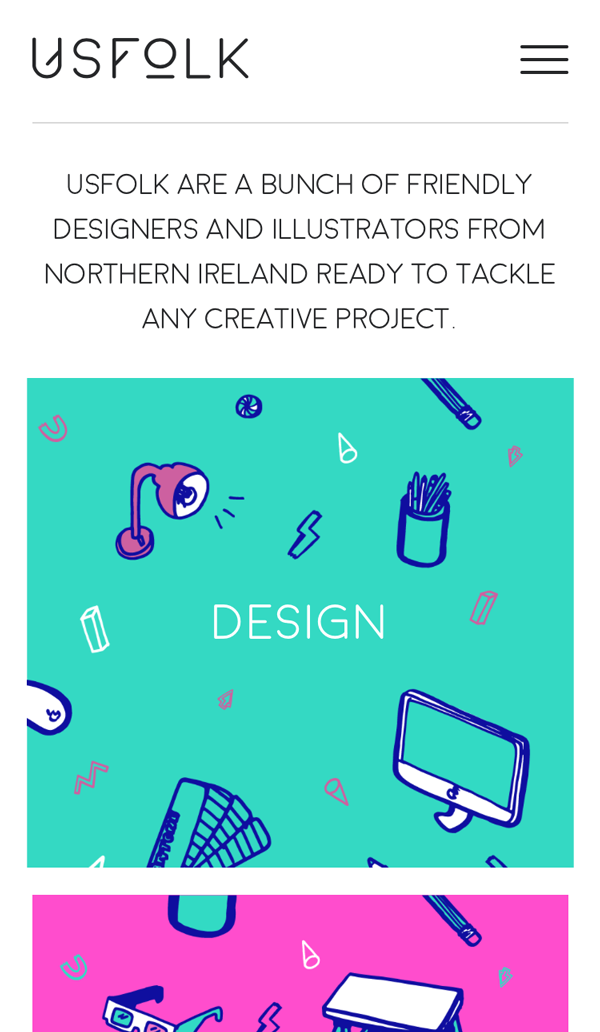 USFOLK
USFOLK ARE A BUNCH OF FRIENDLY
DESIGNERS AND ILLUSTRATORS FROM
NORTHERN IRELAND READY TO TACKLE
ANY CREATIVE PROJECT.
DESIGN